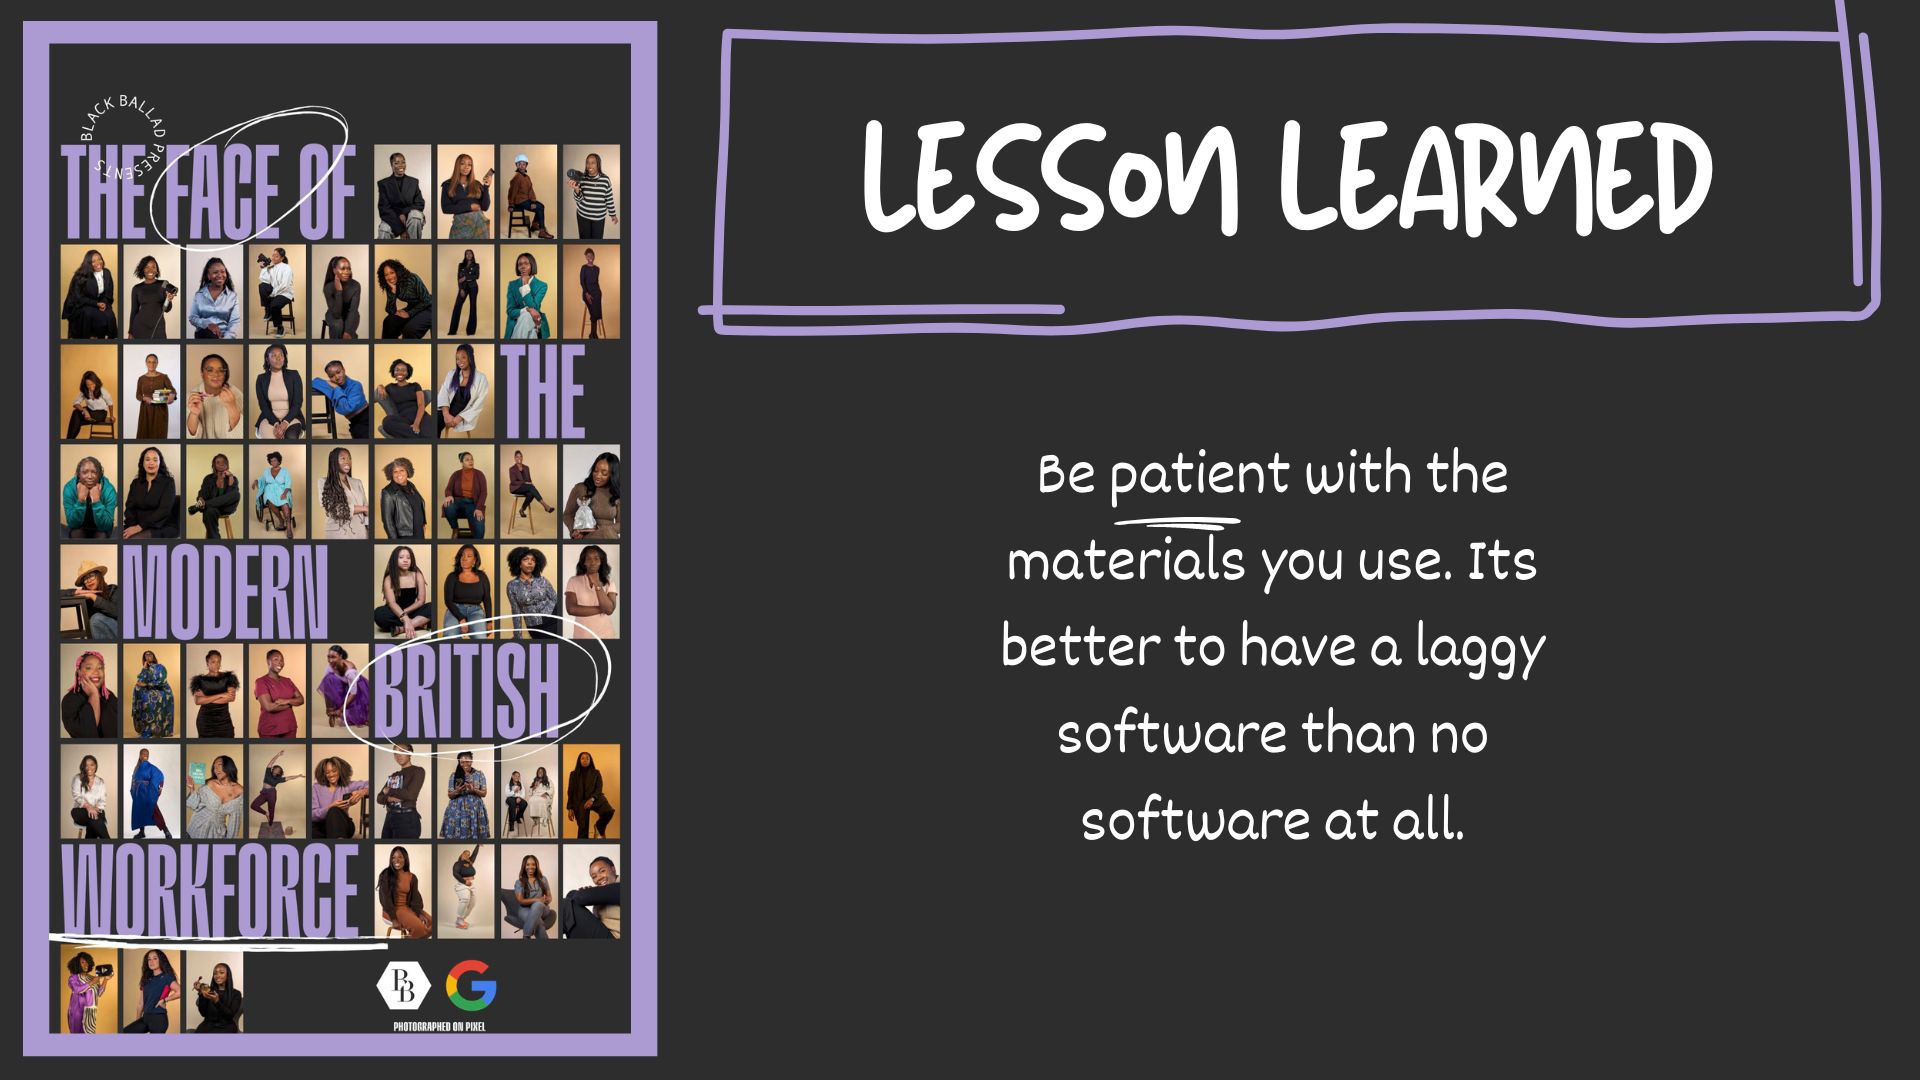 BLACK BALLAD PRESENTS
THE FACE OF
THE
MODERN
BRITISH
WORKFORCE
BB
G
PHOTOGRAPHED ON PIXEL
LESSON LEARNED
Be patient with the
materials you use. Its
better to have a laggy
software than no
software at all.